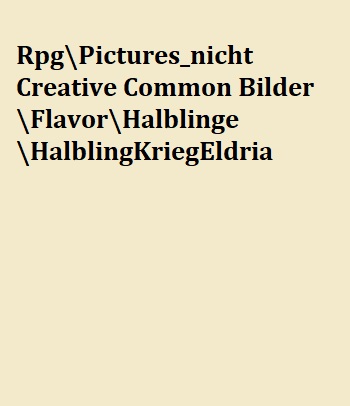 Rpg\Pictures_nicht
Creative Common Bilder
\Flavor\Halblinge
\HalblingKriegEldria